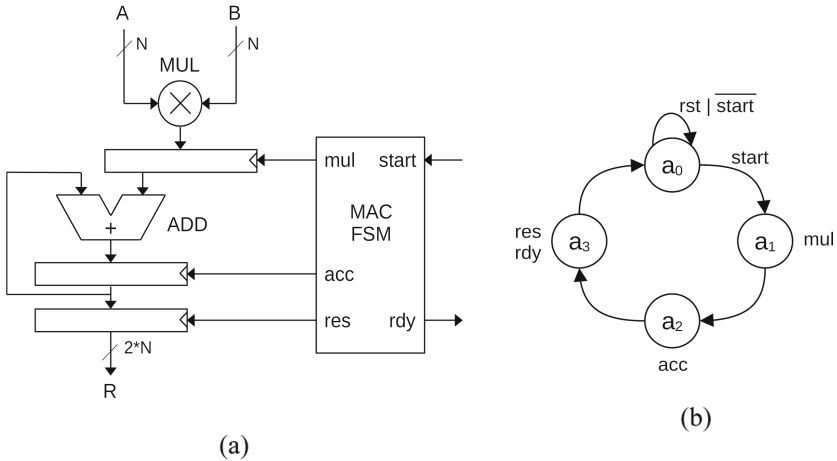 A
B
N
N
MUL
mul
start
MAC
FSM
ADD
+
acc
res
rdy
2*N
R
(a)
rst | start
a0
start
a1
mul
a2
acc
a3
res
rdy
(b)